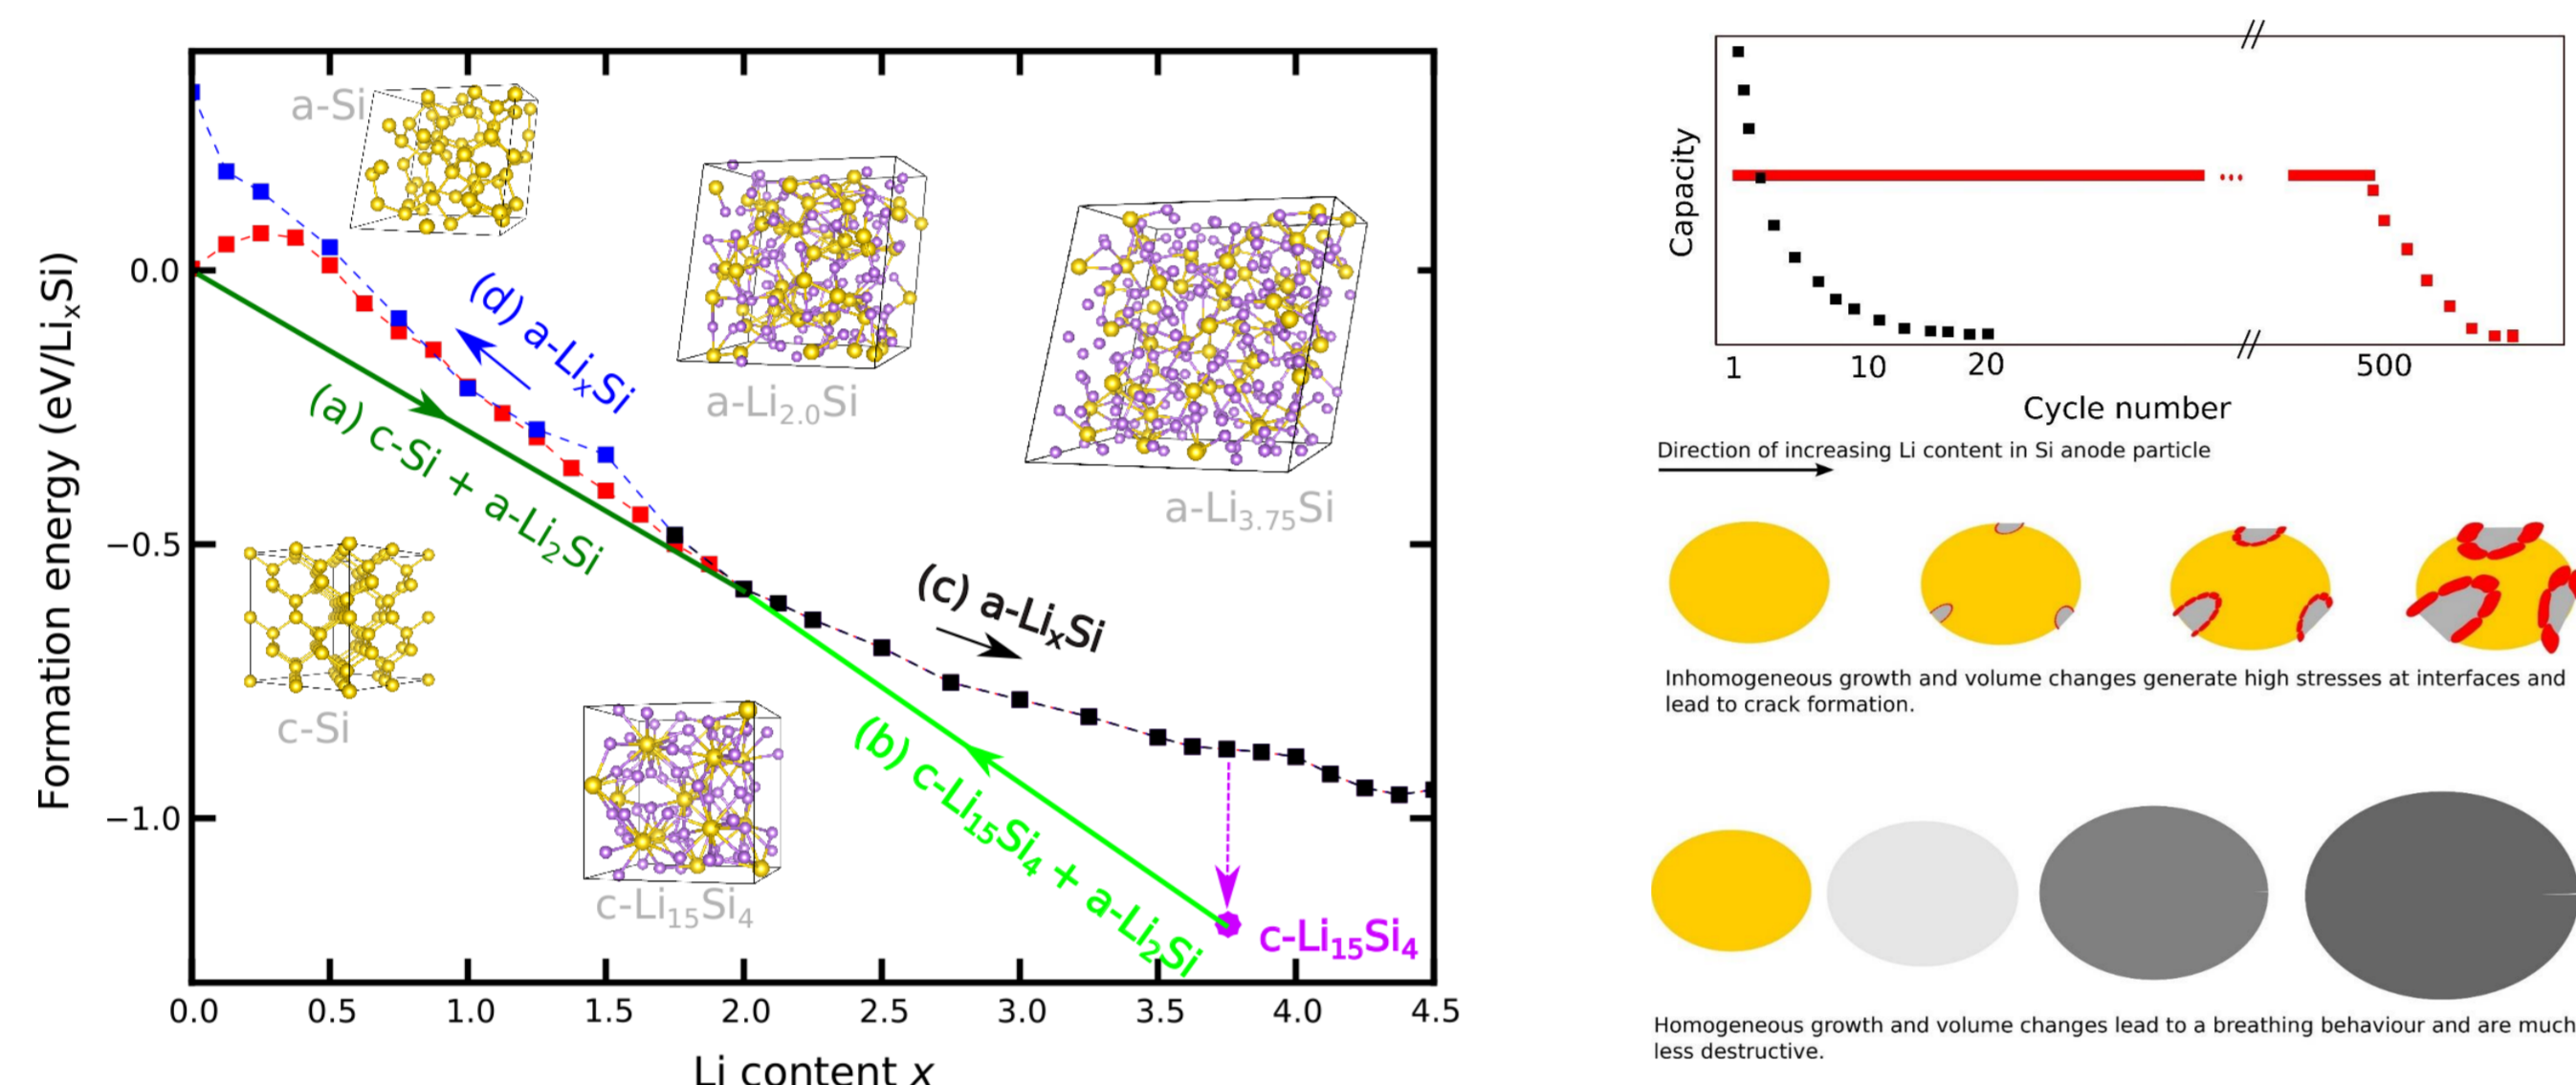 Formation energy (eV/LixSi)
0.0
−0.5
−1.0
a-Si
(d) a-LixSi
a-Li2.0Si
a-Li3.75Si
(a) c-Si + a-Li2Si
c-Si
(c) a-LixSi
(b) c-Li15Si4 + a-Li2Si
c-Li15Si4
c-Li15Si4
0.0 0.5 1.0 1.5 2.0 2.5 3.0 3.5 4.0 4.5
Li content x
Capacity
1 10 20 500
Cycle number
Direction of increasing Li content in Si anode particle
Inhomogeneous growth and volume changes generate high stresses at interfaces and
lead to crack formation.
Homogeneous growth and volume changes lead to a breathing behaviour and are much
less destructive.